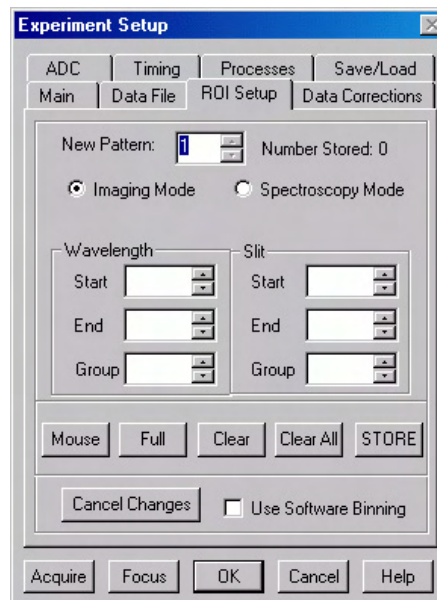 Experiment Setup
ADC Timing Processes Save/Load
Main Data File ROI Setup Data Corrections
New Pattern: 1 Number Stored: 0
Imaging Mode Spectroscopy Mode
Wavelength Slit
Start Start
End End
Group Group
Mouse Full Clear Clear All STORE
Cancel Changes Use Software Binning
Acquire Focus OK Cancel Help